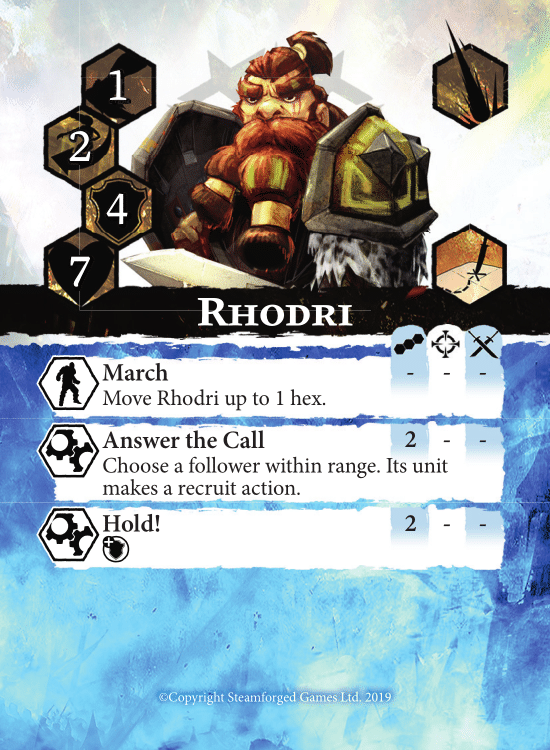 1
2
4
7
RHODRI
March - - -
Move Rhodri up to 1 hex.
Answer the Call 2 - -
Choose a follower within range. Its unit
makes a recruit action.
Hold! 2 - -
©Copyright Steamforged Games Ltd. 2019